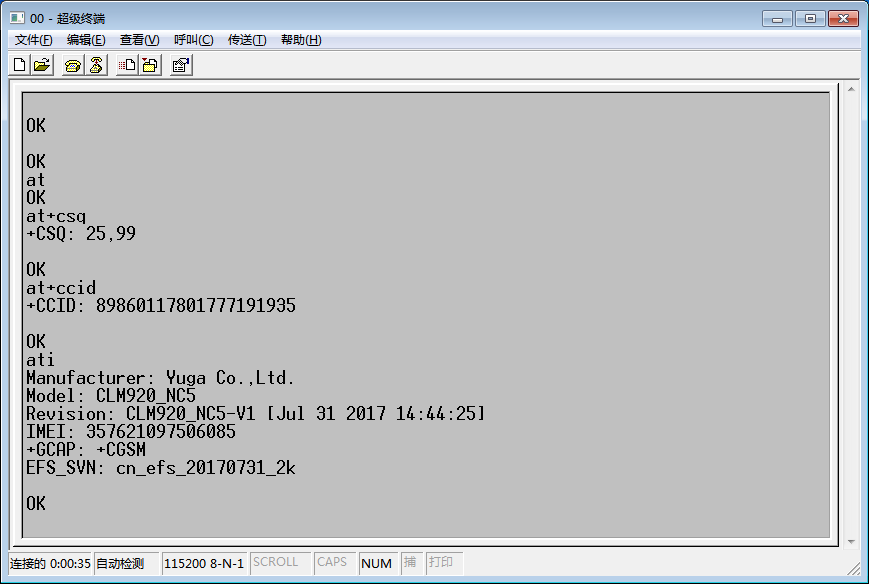 00 - 超级终端
文件(F) 编辑(E) 查看(V) 呼叫(C) 传送(T) 帮助(H)
OK
OK
at
OK
at+csq
+CSQ: 25,99
OK
at+ccid
+CCID: 89860117801777191935
OK
ati
Manufacturer: Yuga Co.,Ltd.
Model: CLM920_NC5
Revision: CLM920_NC5-V1 [Jul 31 2017 14:44:25]
IMEI: 357621097506085
+GCAP: +CGSM
EFS_SVN: cn_efs_20170731_2k
OK
连接的 0:00:35 自动检测 115200 8-N-1 SCROLL CAPS NUM 捕 打印